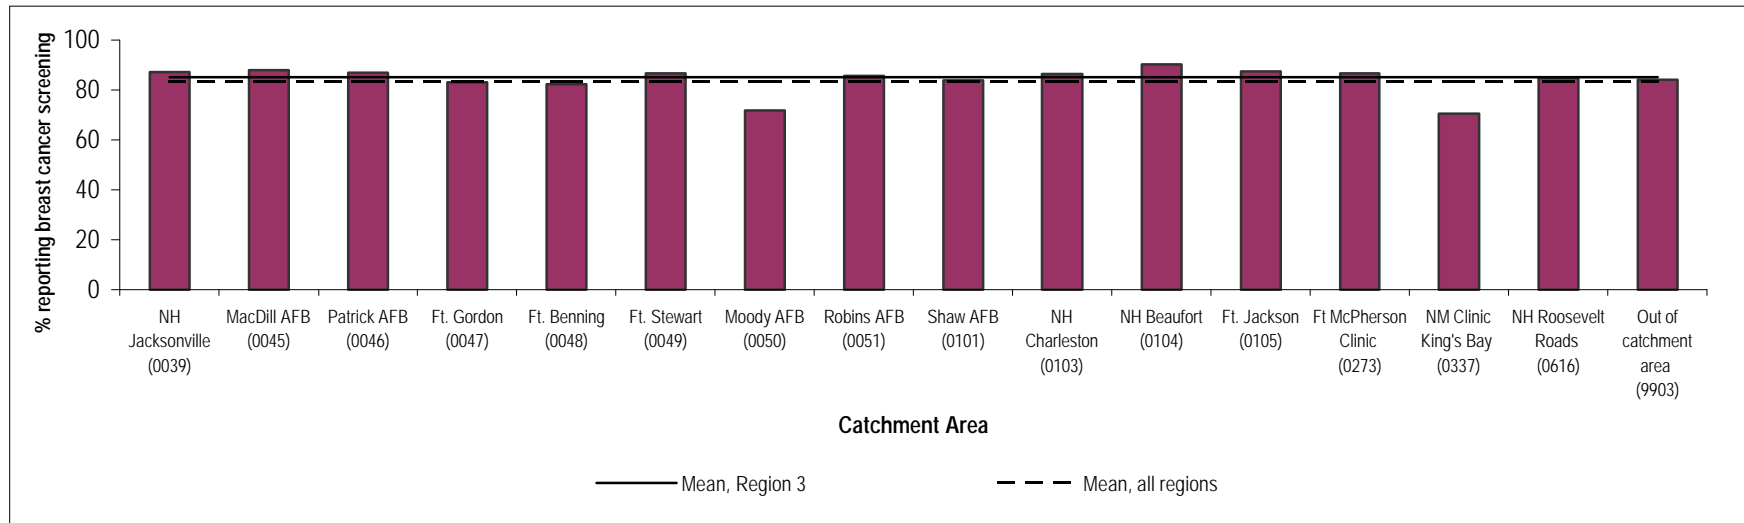 % reporting breast cancer screening
100
80
60
40
20
0
NH
Jacksonville
(0039)
MacDill AFB
(0045)
Patrick AFB
(0046)
Ft. Gordon
(0047)
Ft. Benning
(0048)
Ft. Stewart
(0049)
Moody AFB
(0050)
Robins AFB
(0051)
Shaw AFB
(0101)
NH
Charleston
(0103)
NH Beaufort
(0104)
Ft. Jackson
(0105)
Ft McPherson
Clinic
(0273)
NM Clinic
King's Bay
(0337)
NH Roosevelt
Roads
(0616)
Out of
catchment
area
(9903)
Catchment Area
Mean, Region 3
Mean, all regions